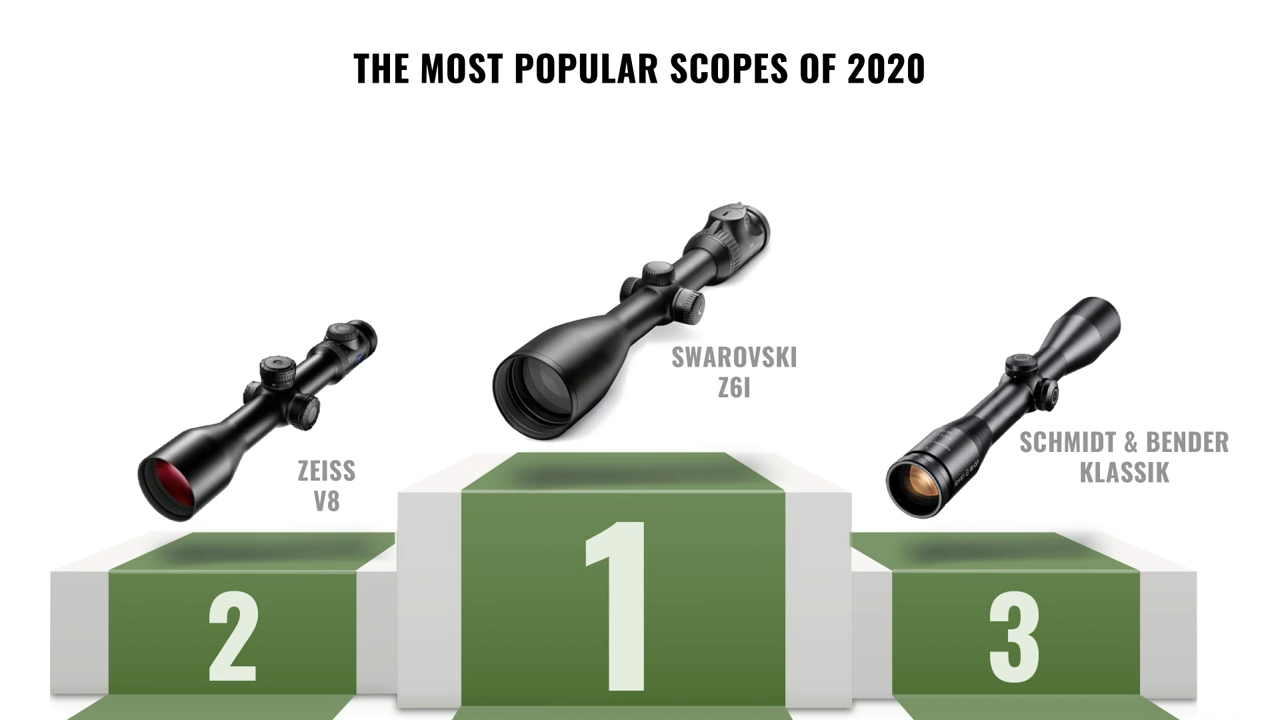 THE MOST POPULAR SCOPES OF 2020
SWAROVSKI
Z6I
ZEISS
V8
SCHMIDT & BENDER
KLASSIK
2
1
3